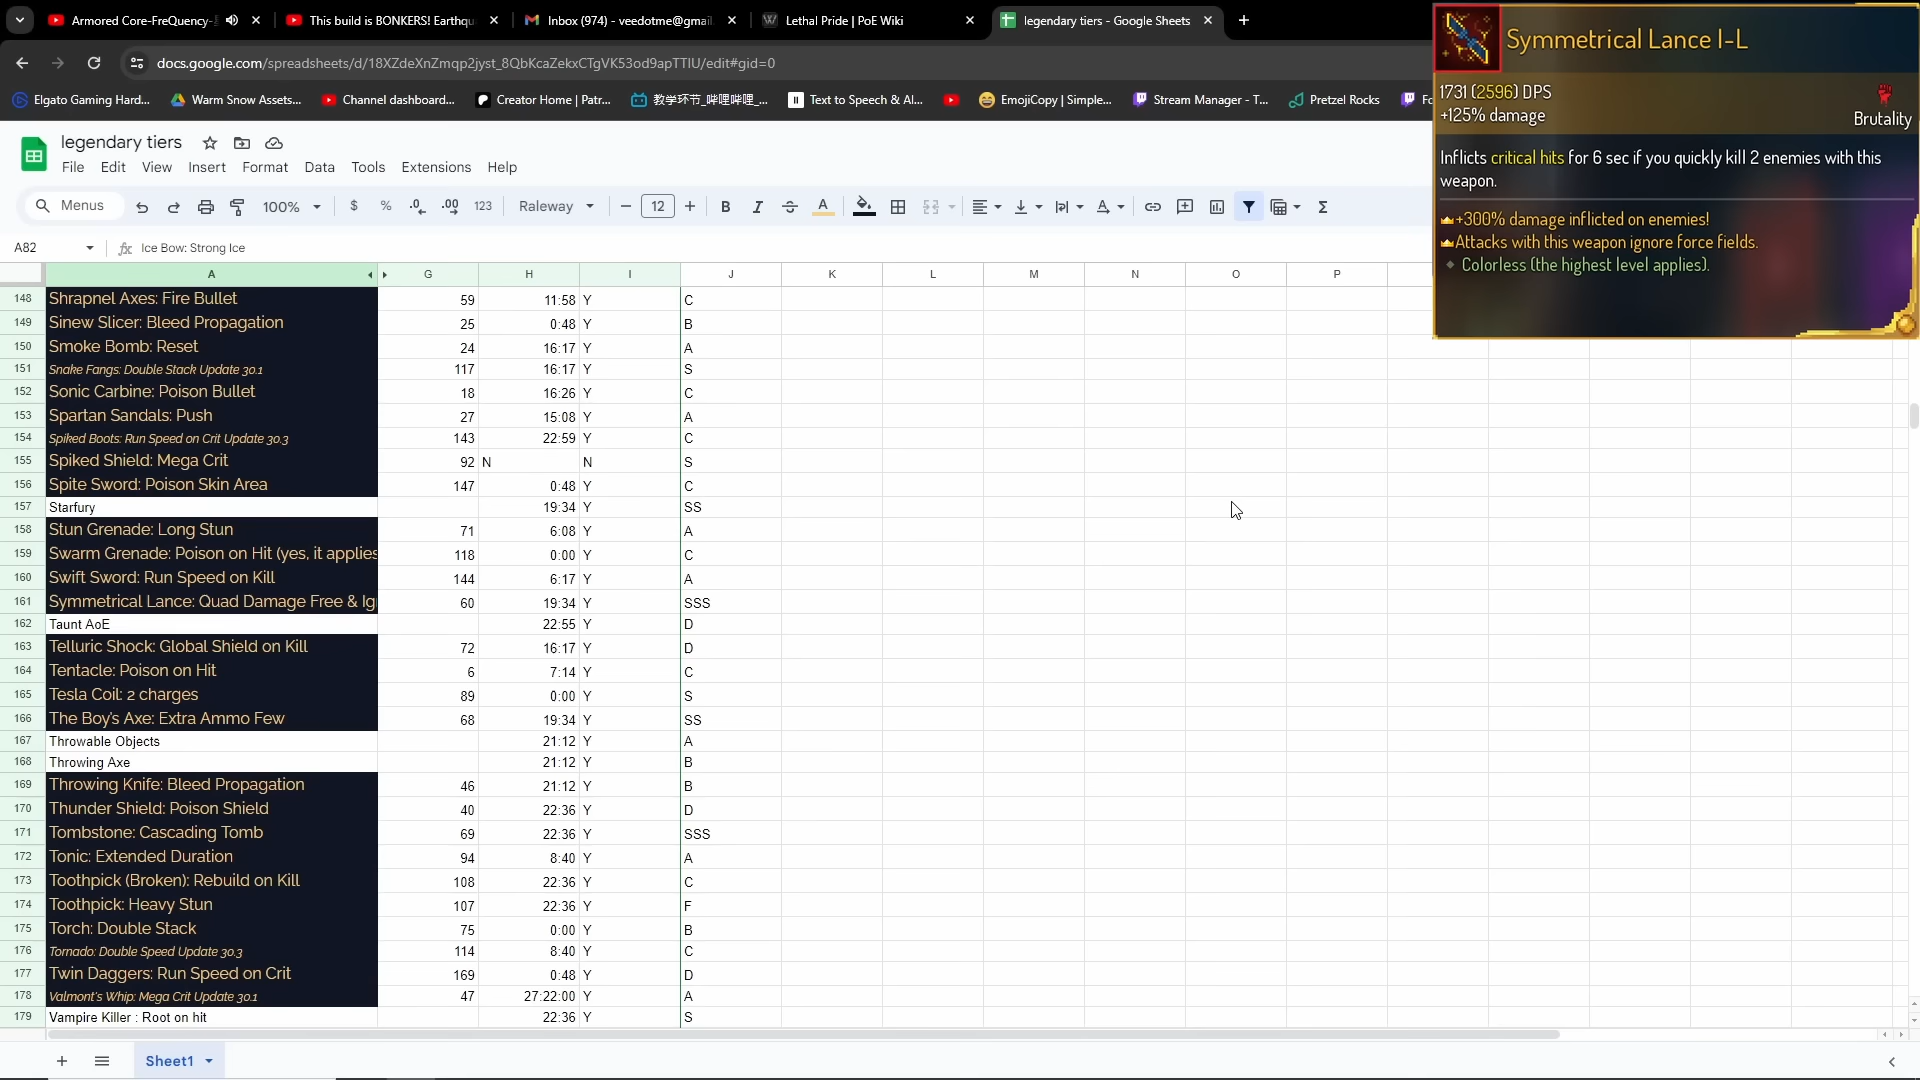 Armored Core-FreQuency-
This build is BONKERS! Earthqu
Inbox (974) - veedotme@gmail
Lethal Pride | PoE Wiki
legendary tiers - Google Sheets
docs.google.com/spreadsheets/d/18XZdeXnZmqp2jyst_8QbKcaZekxCTgVK53od9apTTIU/edit#gid=0
Elgato Gaming Hard...
Warm Snow Assets...
Channel dashboard...
Creator Home | Patr...
教学环节_哔哩哔哩_...
Text to Speech & Al...
EmojiCopy | Simple...
Stream Manager - T...
Pretzel Rocks
Fo
Symmetrical Lance I-L
1731 (2596) DPS
+125% damage
Brutality
Inflicts critical hits for 6 sec if you quickly kill 2 enemies with this
weapon.
+300% damage inflicted on enemies!
Attacks with this weapon ignore force fields.
Colorless (the highest level applies).
legendary tiers
File Edit View Insert Format Data Tools Extensions Help
Menus 100% $ % .0 .00 123 Raleway 12 B I A A
A82 fx Ice Bow: Strong Ice
A G H I J K L M N O P
148 Shrapnel Axes: Fire Bullet 59 11:58 Y C
149 Sinew Slicer: Bleed Propagation 25 0:48 Y B
150 Smoke Bomb: Reset 24 16:17 Y A
151 Snake Fangs: Double Stack Update 30.1 117 16:17 Y S
152 Sonic Carbine: Poison Bullet 18 16:26 Y C
153 Spartan Sandals: Push 27 15:08 Y A
154 Spiked Boots: Run Speed on Crit Update 30.3 143 22:59 Y C
155 Spiked Shield: Mega Crit 92 N N S
156 Spite Sword: Poison Skin Area 147 0:48 Y C
157 Starfury 19:34 Y SS
158 Stun Grenade: Long Stun 71 6:08 Y A
159 Swarm Grenade: Poison on Hit (yes, it applies 118 0:00 Y C
160 Swift Sword: Run Speed on Kill 144 6:17 Y A
161 Symmetrical Lance: Quad Damage Free & Ig 60 19:34 Y SSS
162 Taunt AoE 22:55 Y D
163 Telluric Shock: Global Shield on Kill 72 16:17 Y D
164 Tentacle: Poison on Hit 6 7:14 Y C
165 Tesla Coil: 2 charges 89 0:00 Y S
166 The Boy's Axe: Extra Ammo Few 68 19:34 Y SS
167 Throwable Objects 21:12 Y A
168 Throwing Axe 21:12 Y B
169 Throwing Knife: Bleed Propagation 46 21:12 Y B
170 Thunder Shield: Poison Shield 40 22:36 Y D
171 Tombstone: Cascading Tomb 69 22:36 Y SSS
172 Tonic: Extended Duration 94 8:40 Y A
173 Toothpick (Broken): Rebuild on Kill 108 22:36 Y C
174 Toothpick: Heavy Stun 107 22:36 Y F
175 Torch: Double Stack 75 0:00 Y B
176 Tornado: Double Speed Update 30.3 114 8:40 Y C
177 Twin Daggers: Run Speed on Crit 169 0:48 Y D
178 Valmont's Whip: Mega Crit Update 30.1 47 27:22:00 Y A
179 Vampire Killer : Root on hit 22:36 Y S
Sheet1